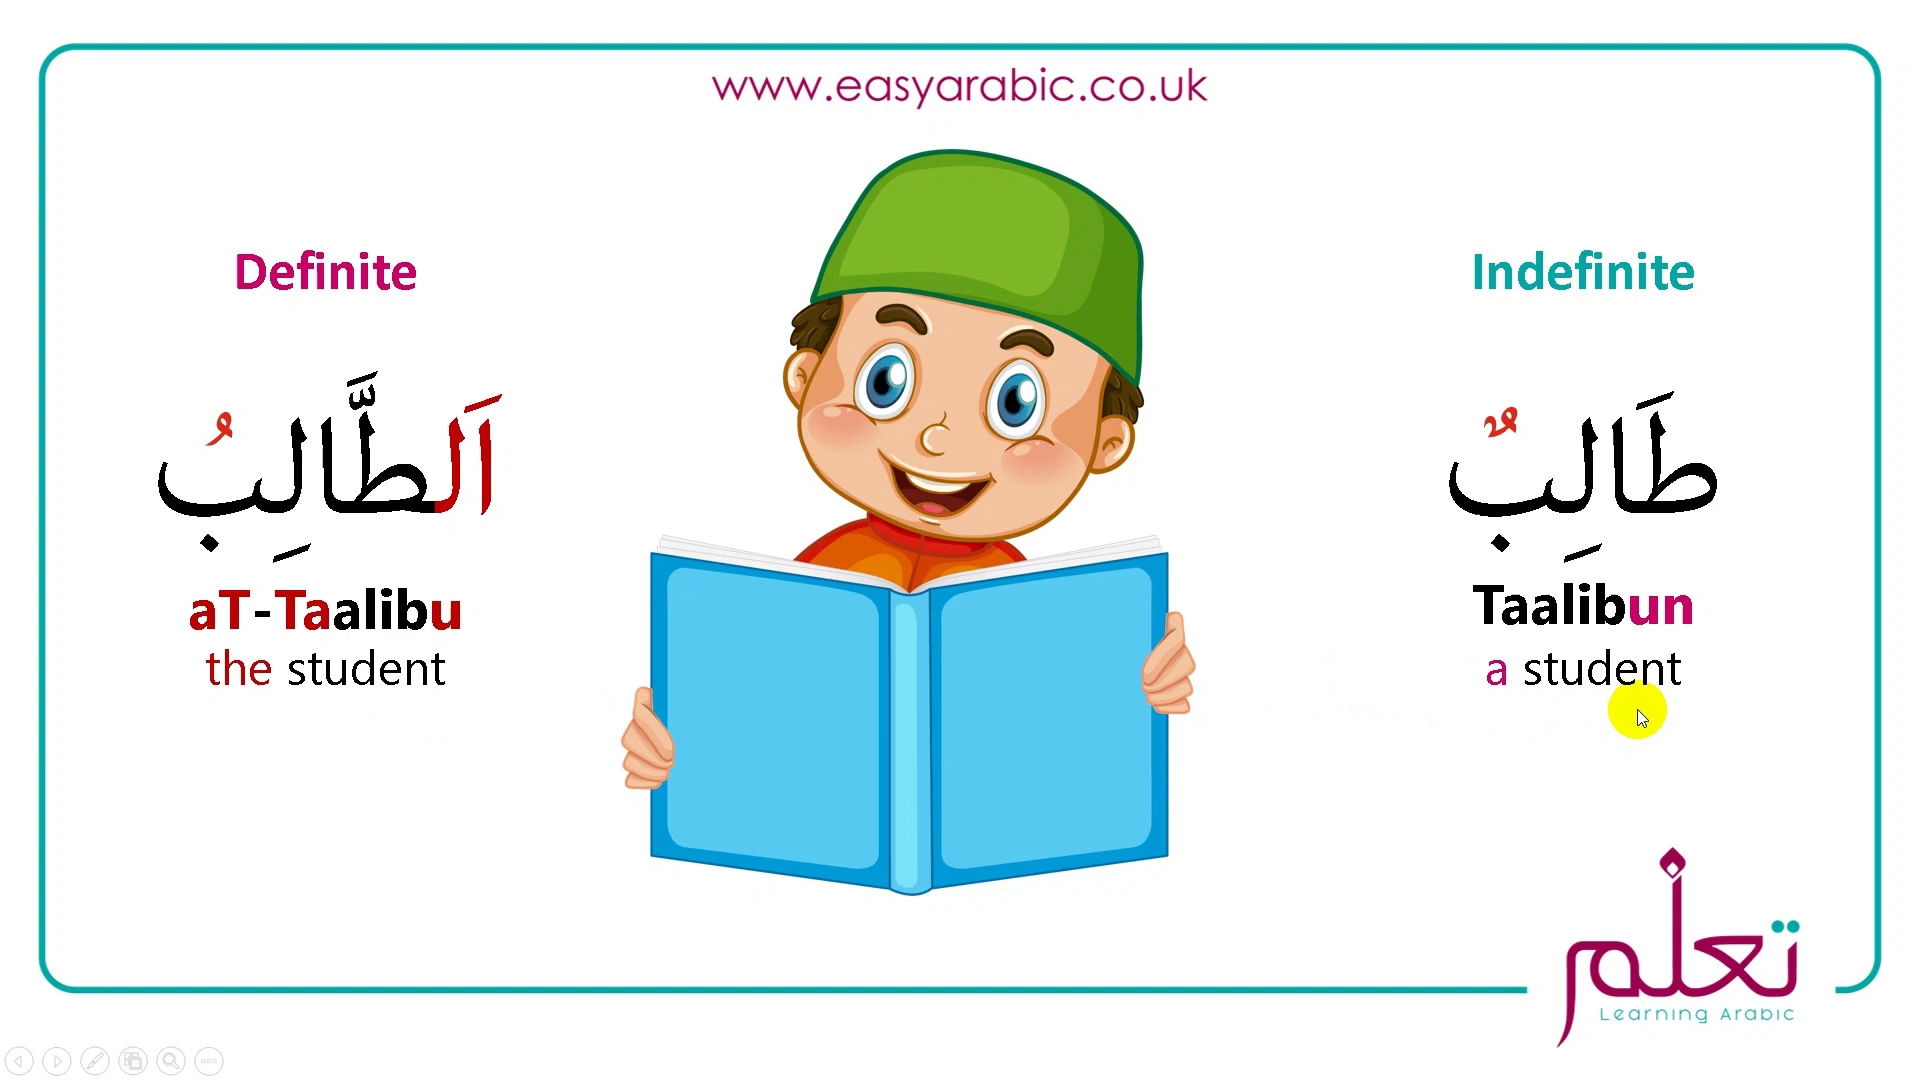 www.easyarabic.co.uk
Definite
اَلطَّالِبُ
aT-Taalibu
the student
Indefinite
طَالِبٌ
Taalibun
a student
تعلم
Learning Arabic